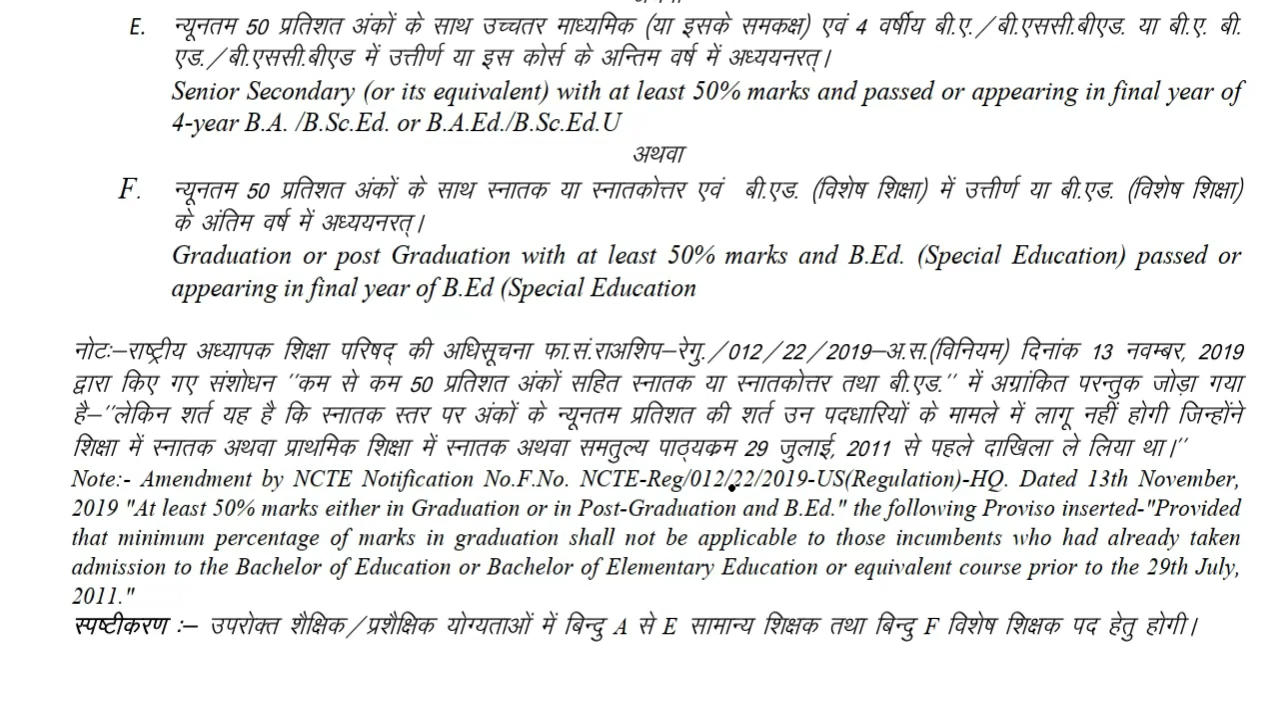 अथवा
E. न्यूनतम 50 प्रतिशत अंकों के साथ उच्चतर माध्यमिक (या इसके समकक्ष) एवं 4 वर्षीय बी.ए./बी.एससी.बीएड. या बी.ए. बी.
एड./बी.एससी.बीएड में उत्तीर्ण या इस कोर्स के अन्तिम वर्ष में अध्ययनरत्।
Senior Secondary (or its equivalent) with at least 50% marks and passed or appearing in final year of
4-year B.A. /B.Sc.Ed. or B.A.Ed./B.Sc.Ed.U
अथवा
F. न्यूनतम 50 प्रतिशत अंकों के साथ स्नातक या स्नातकोत्तर एवं बी.एड. (विशेष शिक्षा) में उत्तीर्ण या बी.एड. (विशेष शिक्षा)
के अंतिम वर्ष में अध्ययनरत्।
Graduation or post Graduation with at least 50% marks and B.Ed. (Special Education) passed or
appearing in final year of B.Ed (Special Education
नोटः–राष्ट्रीय अध्यापक शिक्षा परिषद् की अधिसूचना फा.सं.राअशिप–रेगु./012/22/2019–अ.स.(विनियम) दिनांक 13 नवम्बर, 2019
द्वारा किए गए संशोधन ''कम से कम 50 प्रतिशत अंकों सहित स्नातक या स्नातकोत्तर तथा बी.एड.'' में अग्रांकित परन्तुक जोड़ा गया
है–''लेकिन शर्त यह है कि स्नातक स्तर पर अंकों के न्यूनतम प्रतिशत की शर्त उन पदधारियों के मामले में लागू नहीं होगी जिन्होंने
शिक्षा में स्नातक अथवा प्राथमिक शिक्षा में स्नातक अथवा समतुल्य पाठ्यकम 29 जुलाई, 2011 से पहले दाखिला ले लिया था।''
Note:- Amendment by NCTE Notification No.F.No. NCTE-Reg/012/22/2019-US(Regulation)-HQ. Dated 13th November,
2019 "At least 50% marks either in Graduation or in Post-Graduation and B.Ed." the following Proviso inserted-"Provided
that minimum percentage of marks in graduation shall not be applicable to those incumbents who had already taken
admission to the Bachelor of Education or Bachelor of Elementary Education or equivalent course prior to the 29th July,
2011."
स्पष्टीकरण :– उपरोक्त शैक्षिक/प्रशैक्षिक योग्यताओं में बिन्दु A से E सामान्य शिक्षक तथा बिन्दु F विशेष शिक्षक पद हेतु होगी।